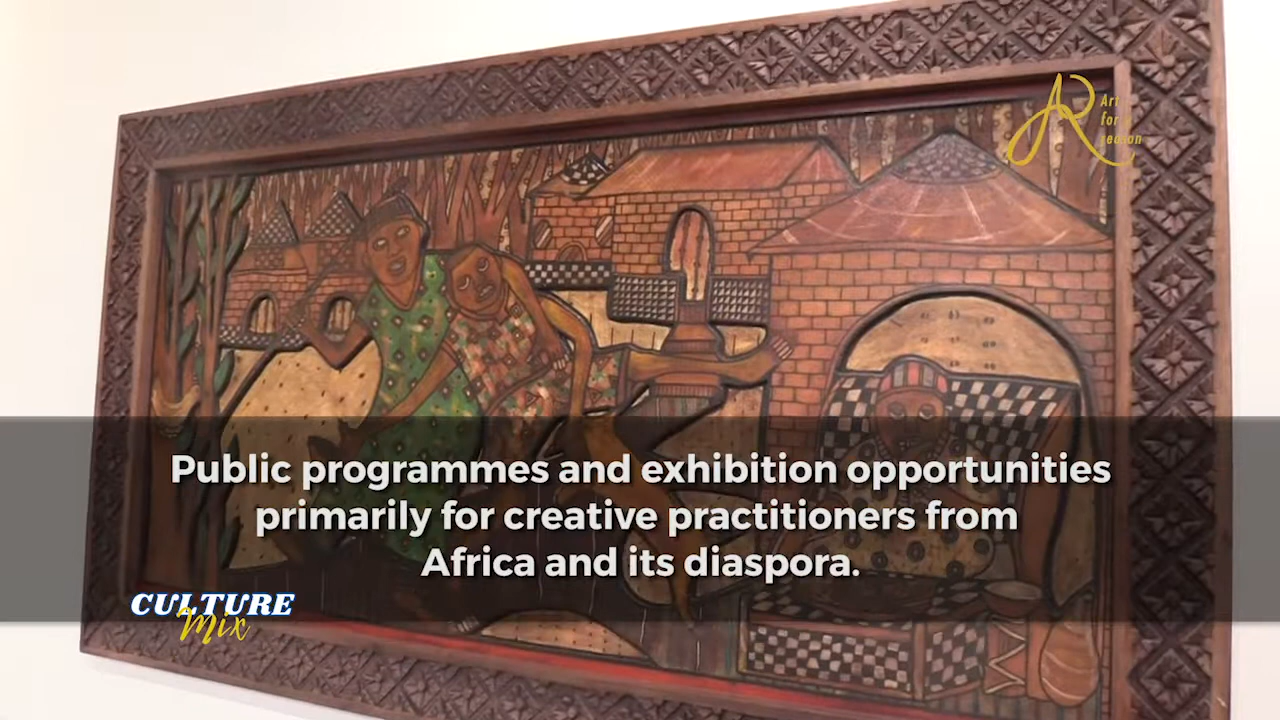 Art
for a
reason
Public programmes and exhibition opportunities
primarily for creative practitioners from
Africa and its diaspora.
CULTURE
Mix